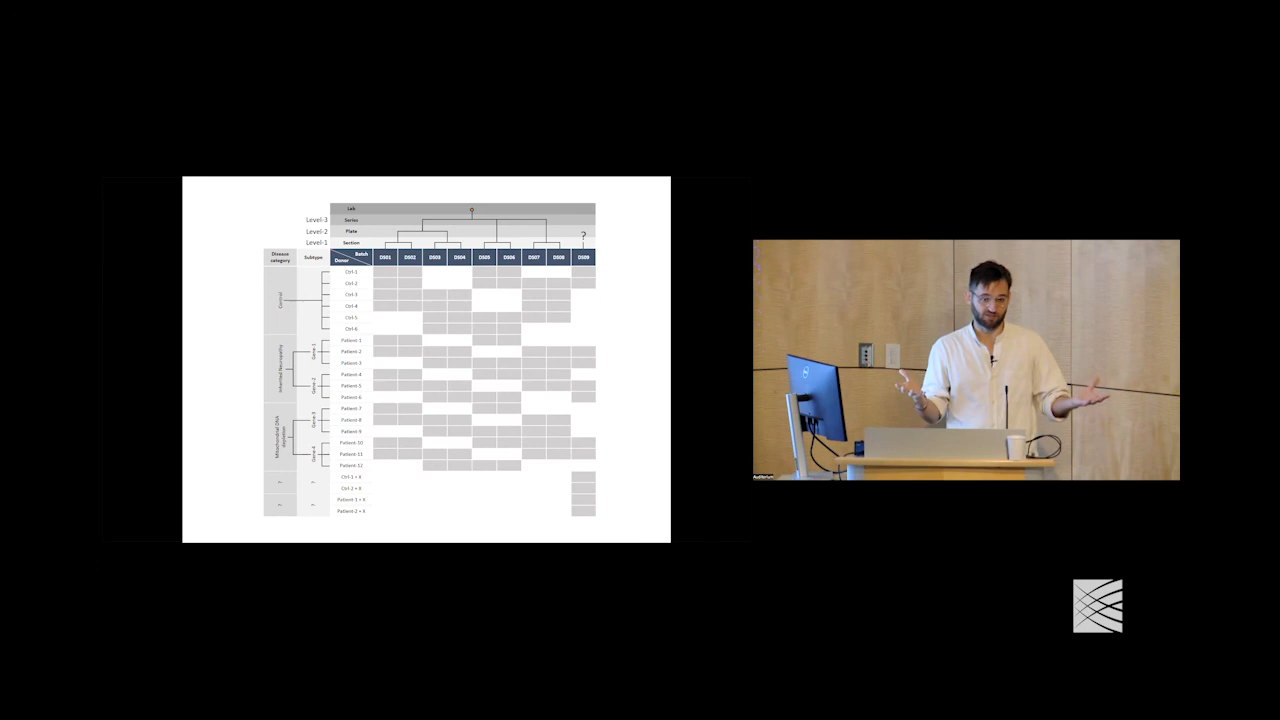 Lab
Level-3 Series
Level-2 Plate ?
Level-1 Section
Disease category Subtype Batch Donor DS01 DS02 DS03 DS04 DS05 DS06 DS07 DS08 DS09
Control
Ctrl-1
Ctrl-2
Ctrl-3
Ctrl-4
Ctrl-5
Ctrl-6
Inherited Neuropathy
Gene-1
Patient-1
Patient-2
Patient-3
Gene-2
Patient-4
Patient-5
Patient-6
Mitochondrial DNA depletion
Gene-3
Patient-7
Patient-8
Patient-9
Gene-4
Patient-10
Patient-11
Patient-12
? ?
Ctrl-1 + X
Ctrl-2 + X
? ?
Patient-1 + X
Patient-2 + X
Auditorium